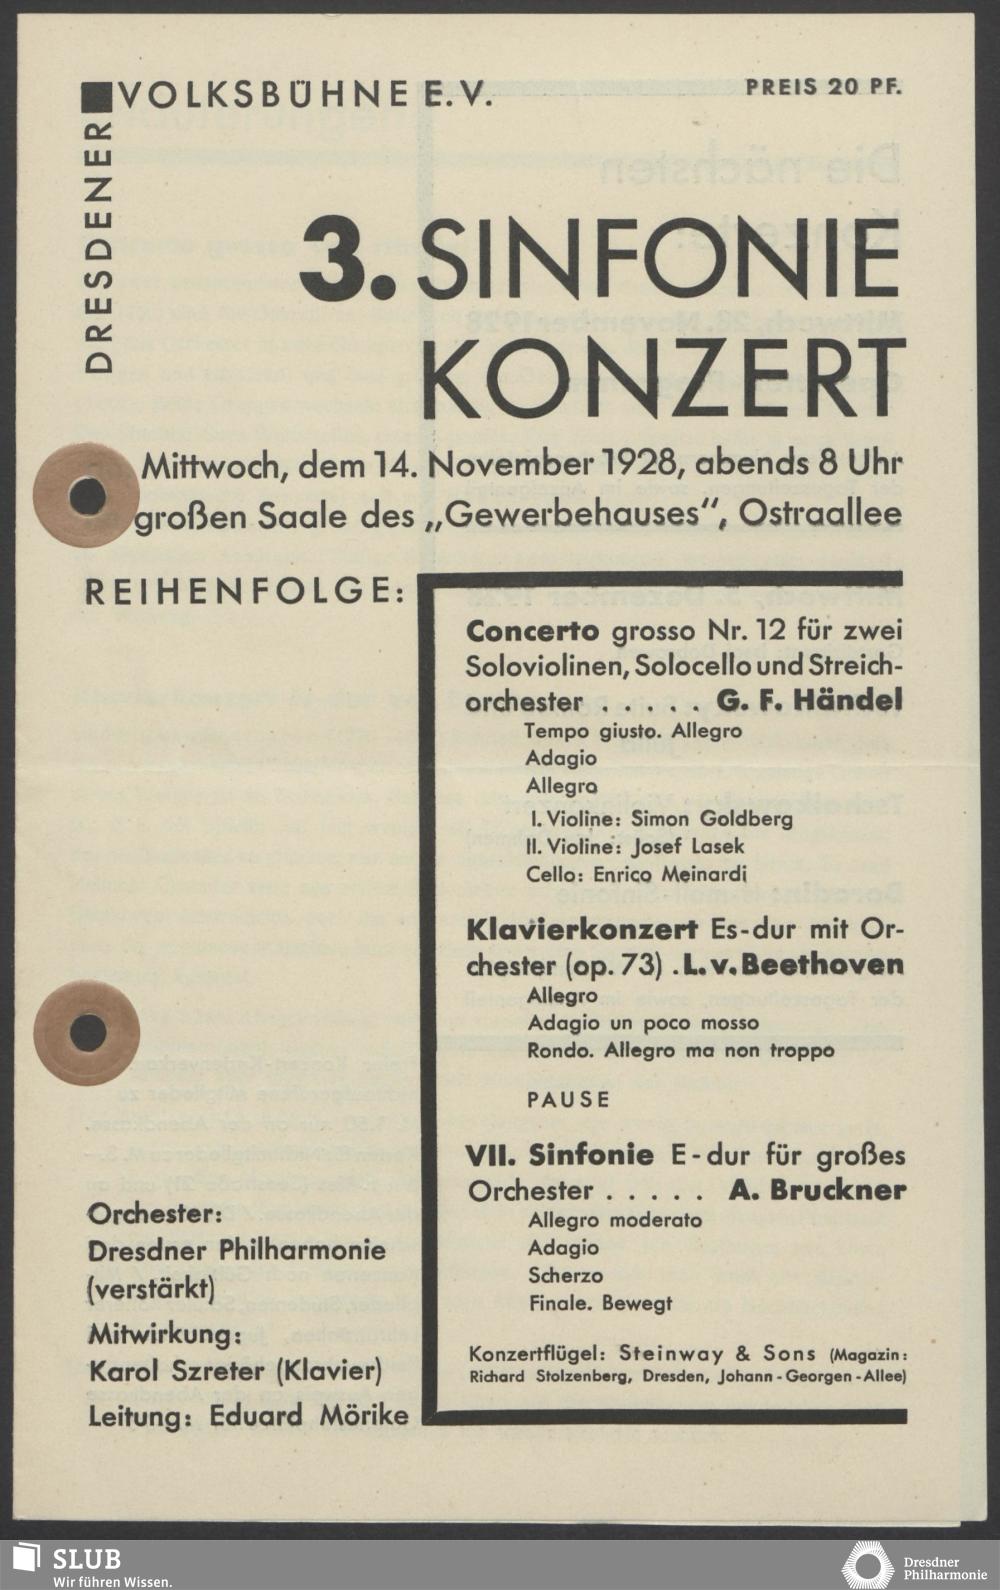 VOLKSBÜHNE E.V.
PREIS 20 PF.
DRESDENER
3. SINFONIE
KONZERT
Mittwoch, dem 14. November 1928, abends 8 Uhr
großen Saale des „Gewerbehauses“, Ostraallee
REIHENFOLGE:
Concerto grosso Nr. 12 für zwei
Soloviolinen, Solocello und Streich-
orchester . . . . . . G. F. Händel
Tempo giusto. Allegro
Adagio
Allegro
I. Violine: Simon Goldberg
II. Violine: Josef Lasek
Cello: Enrico Meinardi
Klavierkonzert Es-dur mit Or-
chester (op. 73) . L. v. Beethoven
Allegro
Adagio un poco mosso
Rondo. Allegro ma non troppo
PAUSE
VII. Sinfonie E-dur für großes
Orchester . . . . . A. Bruckner
Allegro moderato
Adagio
Scherzo
Finale. Bewegt
Konzertflügel: Steinway & Sons (Magazin:
Richard Stolzenberg, Dresden, Johann-Georgen-Allee)
Orchester:
Dresdner Philharmonie
(verstärkt)
Mitwirkung:
Karol Szreter (Klavier)
Leitung: Eduard Mörike
SLUB
Wir führen Wissen.
Dresdner
Philharmonie